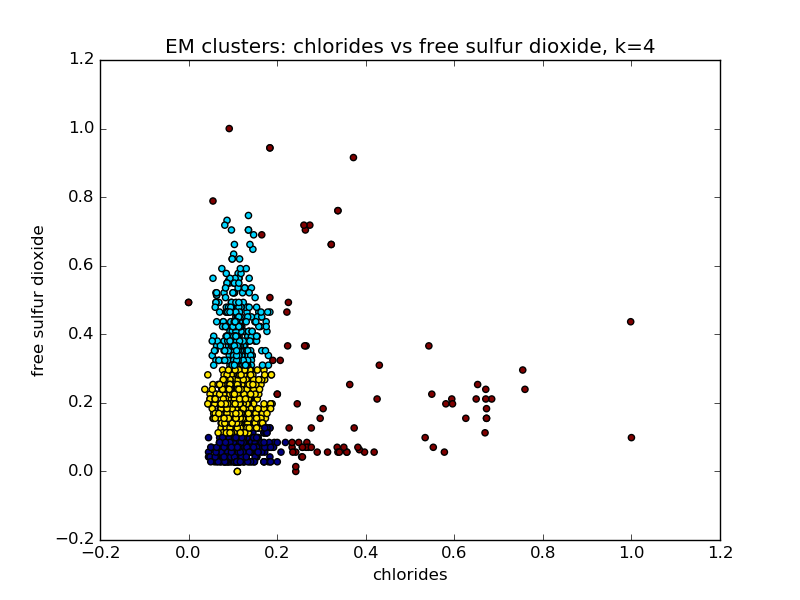 EM clusters: chlorides vs free sulfur dioxide, k=4
1.2
1.0
0.8
0.6
0.4
0.2
0.0
−0.2
free sulfur dioxide
−0.2 0.0 0.2 0.4 0.6 0.8 1.0 1.2
chlorides